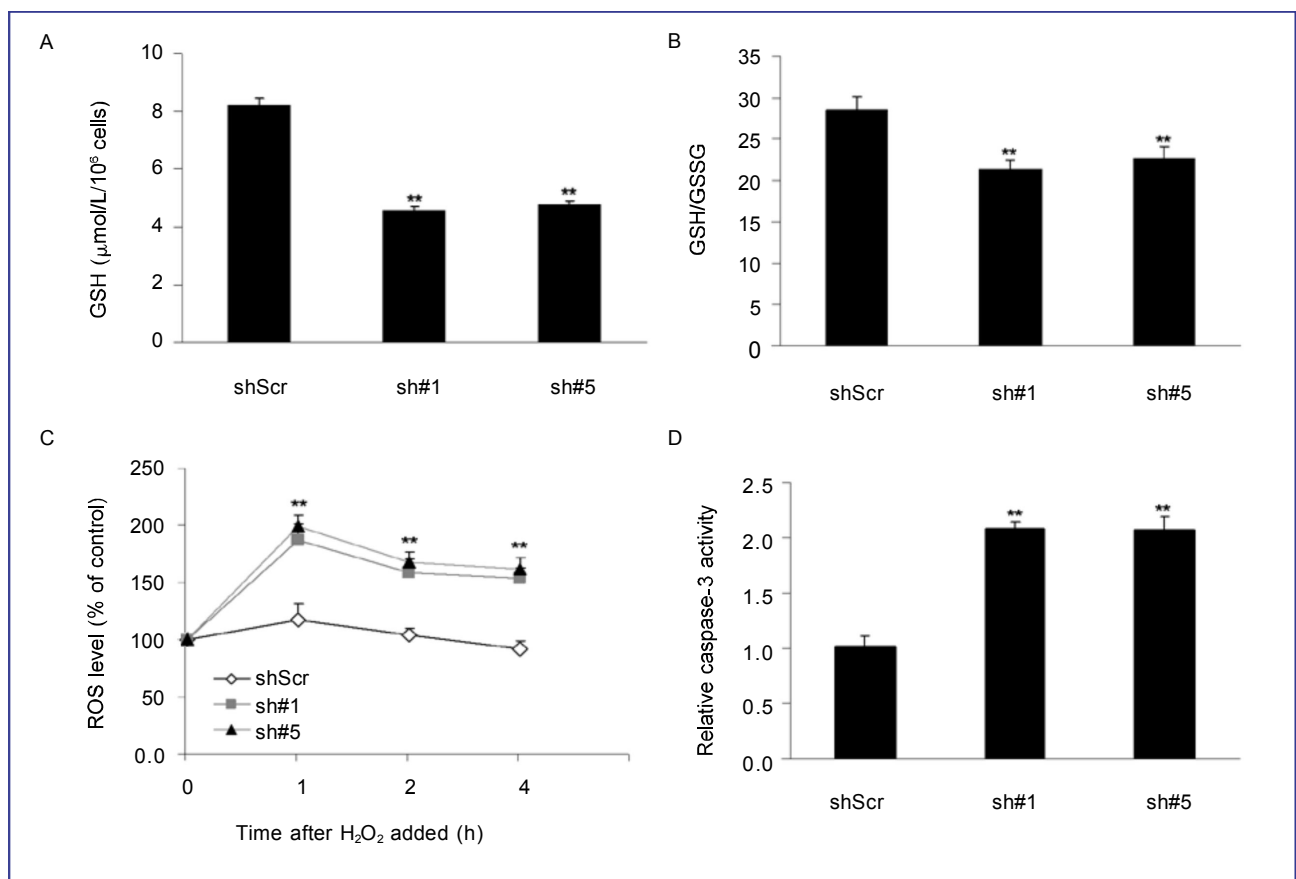 A
GSH (μmol/L/10⁶ cells)
10
8
6
4
2
0
**
**
shScr
sh#1
sh#5
B
GSH/GSSG
35
30
25
20
15
10
5
0
**
**
shScr
sh#1
sh#5
C
ROS level (% of control)
250
200
150
100
50
0.0
**
**
**
shScr
sh#1
sh#5
0
1
2
4
Time after H₂O₂ added (h)
D
Relative caspase-3 activity
2.5
2.0
1.5
1.0
0.5
0.0
**
**
shScr
sh#1
sh#5